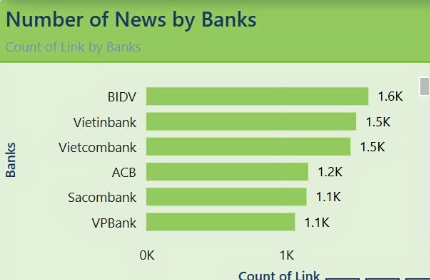 Number of News by Banks
Count of Link by Banks
Banks
BIDV 1.6K
Vietinbank 1.5K
Vietcombank 1.5K
ACB 1.2K
Sacombank 1.1K
VPBank 1.1K
0K 1K
Count of Link